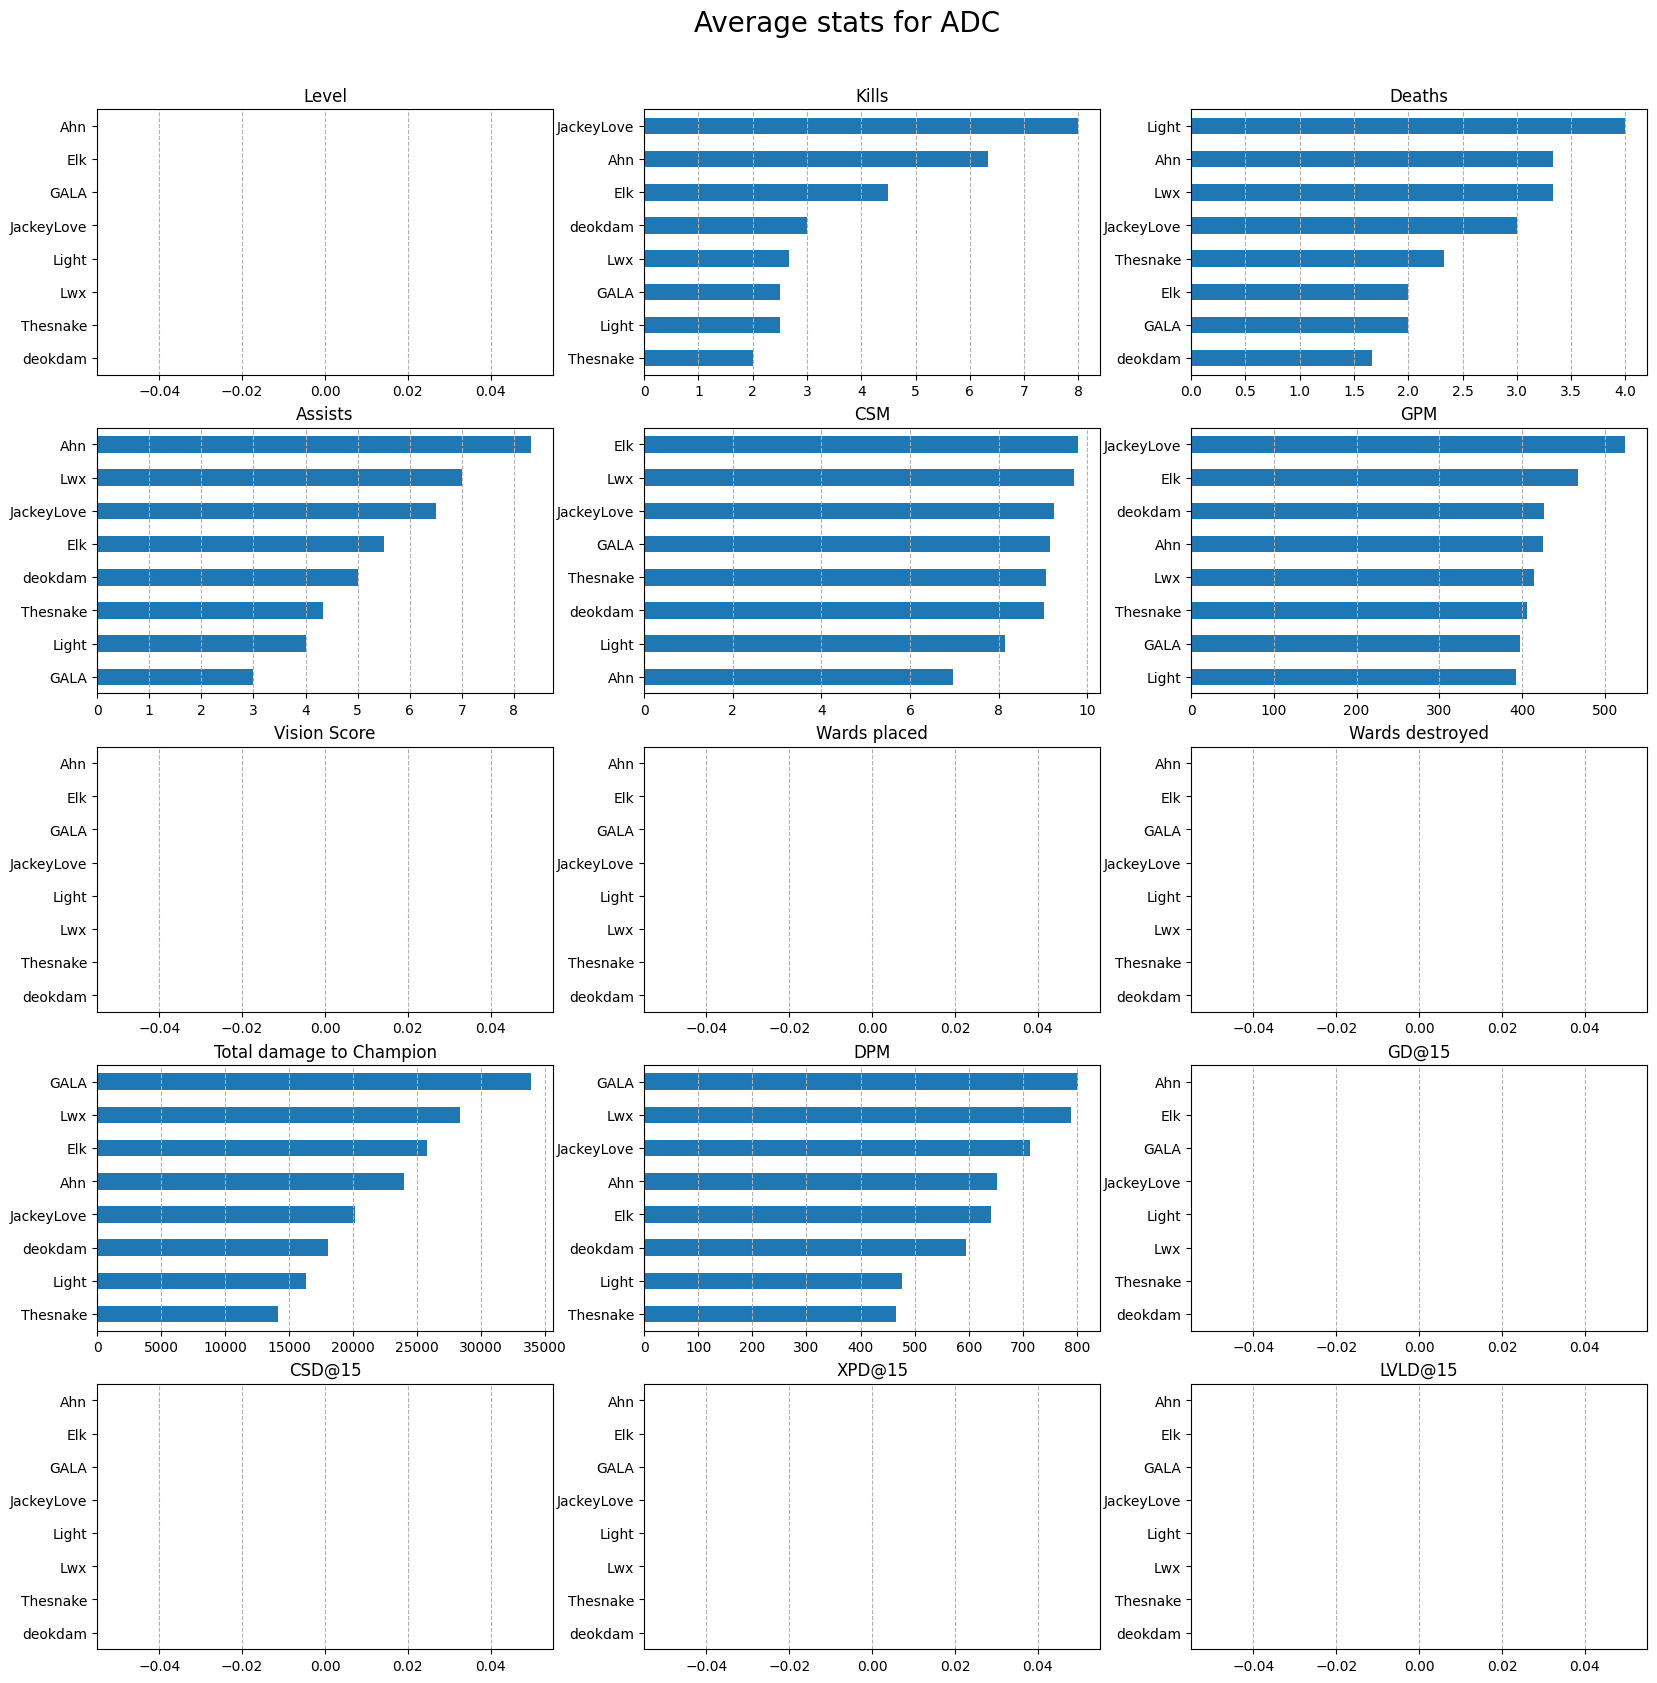 Average stats for ADC
Level
Ahn
Elk
GALA
JackeyLove
Light
Lwx
Thesnake
deokdam
−0.04 −0.02 0.00 0.02 0.04
Kills
JackeyLove
Ahn
Elk
deokdam
Lwx
GALA
Light
Thesnake
0 1 2 3 4 5 6 7 8
Deaths
Light
Ahn
Lwx
JackeyLove
Thesnake
Elk
GALA
deokdam
0.0 0.5 1.0 1.5 2.0 2.5 3.0 3.5 4.0
Assists
Ahn
Lwx
JackeyLove
Elk
deokdam
Thesnake
Light
GALA
0 1 2 3 4 5 6 7 8
CSM
Elk
Lwx
JackeyLove
GALA
Thesnake
deokdam
Light
Ahn
0 2 4 6 8 10
GPM
JackeyLove
Elk
deokdam
Ahn
Lwx
Thesnake
GALA
Light
0 100 200 300 400 500
Vision Score
Ahn
Elk
GALA
JackeyLove
Light
Lwx
Thesnake
deokdam
−0.04 −0.02 0.00 0.02 0.04
Wards placed
Ahn
Elk
GALA
JackeyLove
Light
Lwx
Thesnake
deokdam
−0.04 −0.02 0.00 0.02 0.04
Wards destroyed
Ahn
Elk
GALA
JackeyLove
Light
Lwx
Thesnake
deokdam
−0.04 −0.02 0.00 0.02 0.04
Total damage to Champion
GALA
Lwx
Elk
Ahn
JackeyLove
deokdam
Light
Thesnake
0 5000 10000 15000 20000 25000 30000 35000
DPM
GALA
Lwx
JackeyLove
Ahn
Elk
deokdam
Light
Thesnake
0 100 200 300 400 500 600 700 800
GD@15
Ahn
Elk
GALA
JackeyLove
Light
Lwx
Thesnake
deokdam
−0.04 −0.02 0.00 0.02 0.04
CSD@15
Ahn
Elk
GALA
JackeyLove
Light
Lwx
Thesnake
deokdam
−0.04 −0.02 0.00 0.02 0.04
XPD@15
Ahn
Elk
GALA
JackeyLove
Light
Lwx
Thesnake
deokdam
−0.04 −0.02 0.00 0.02 0.04
LVLD@15
Ahn
Elk
GALA
JackeyLove
Light
Lwx
Thesnake
deokdam
−0.04 −0.02 0.00 0.02 0.04